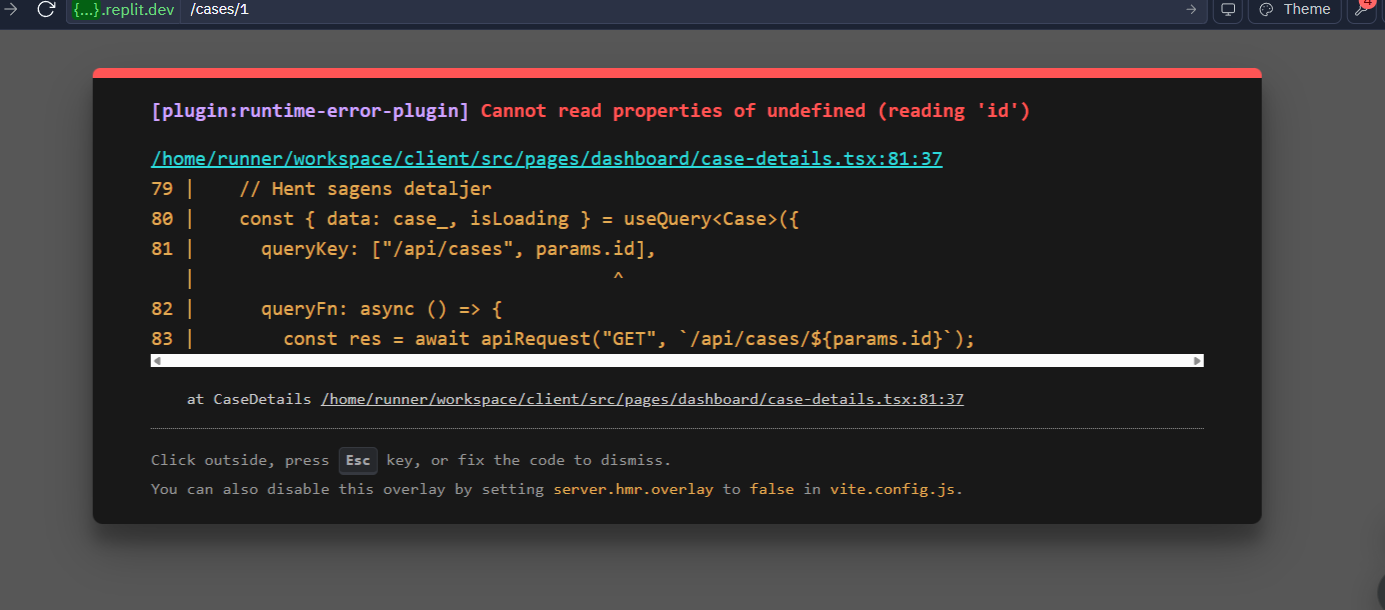 {...}.replit.dev /cases/1 Theme 4
[plugin:runtime-error-plugin] Cannot read properties of undefined (reading 'id')
/home/runner/workspace/client/src/pages/dashboard/case-details.tsx:81:37
79 | // Hent sagens detaljer
80 | const { data: case_, isLoading } = useQuery<Case>({
81 | queryKey: ["/api/cases", params.id],
| ^
82 | queryFn: async () => {
83 | const res = await apiRequest("GET", `/api/cases/${params.id}`);
at CaseDetails /home/runner/workspace/client/src/pages/dashboard/case-details.tsx:81:37
Click outside, press Esc key, or fix the code to dismiss.
You can also disable this overlay by setting server.hmr.overlay to false in vite.config.js.